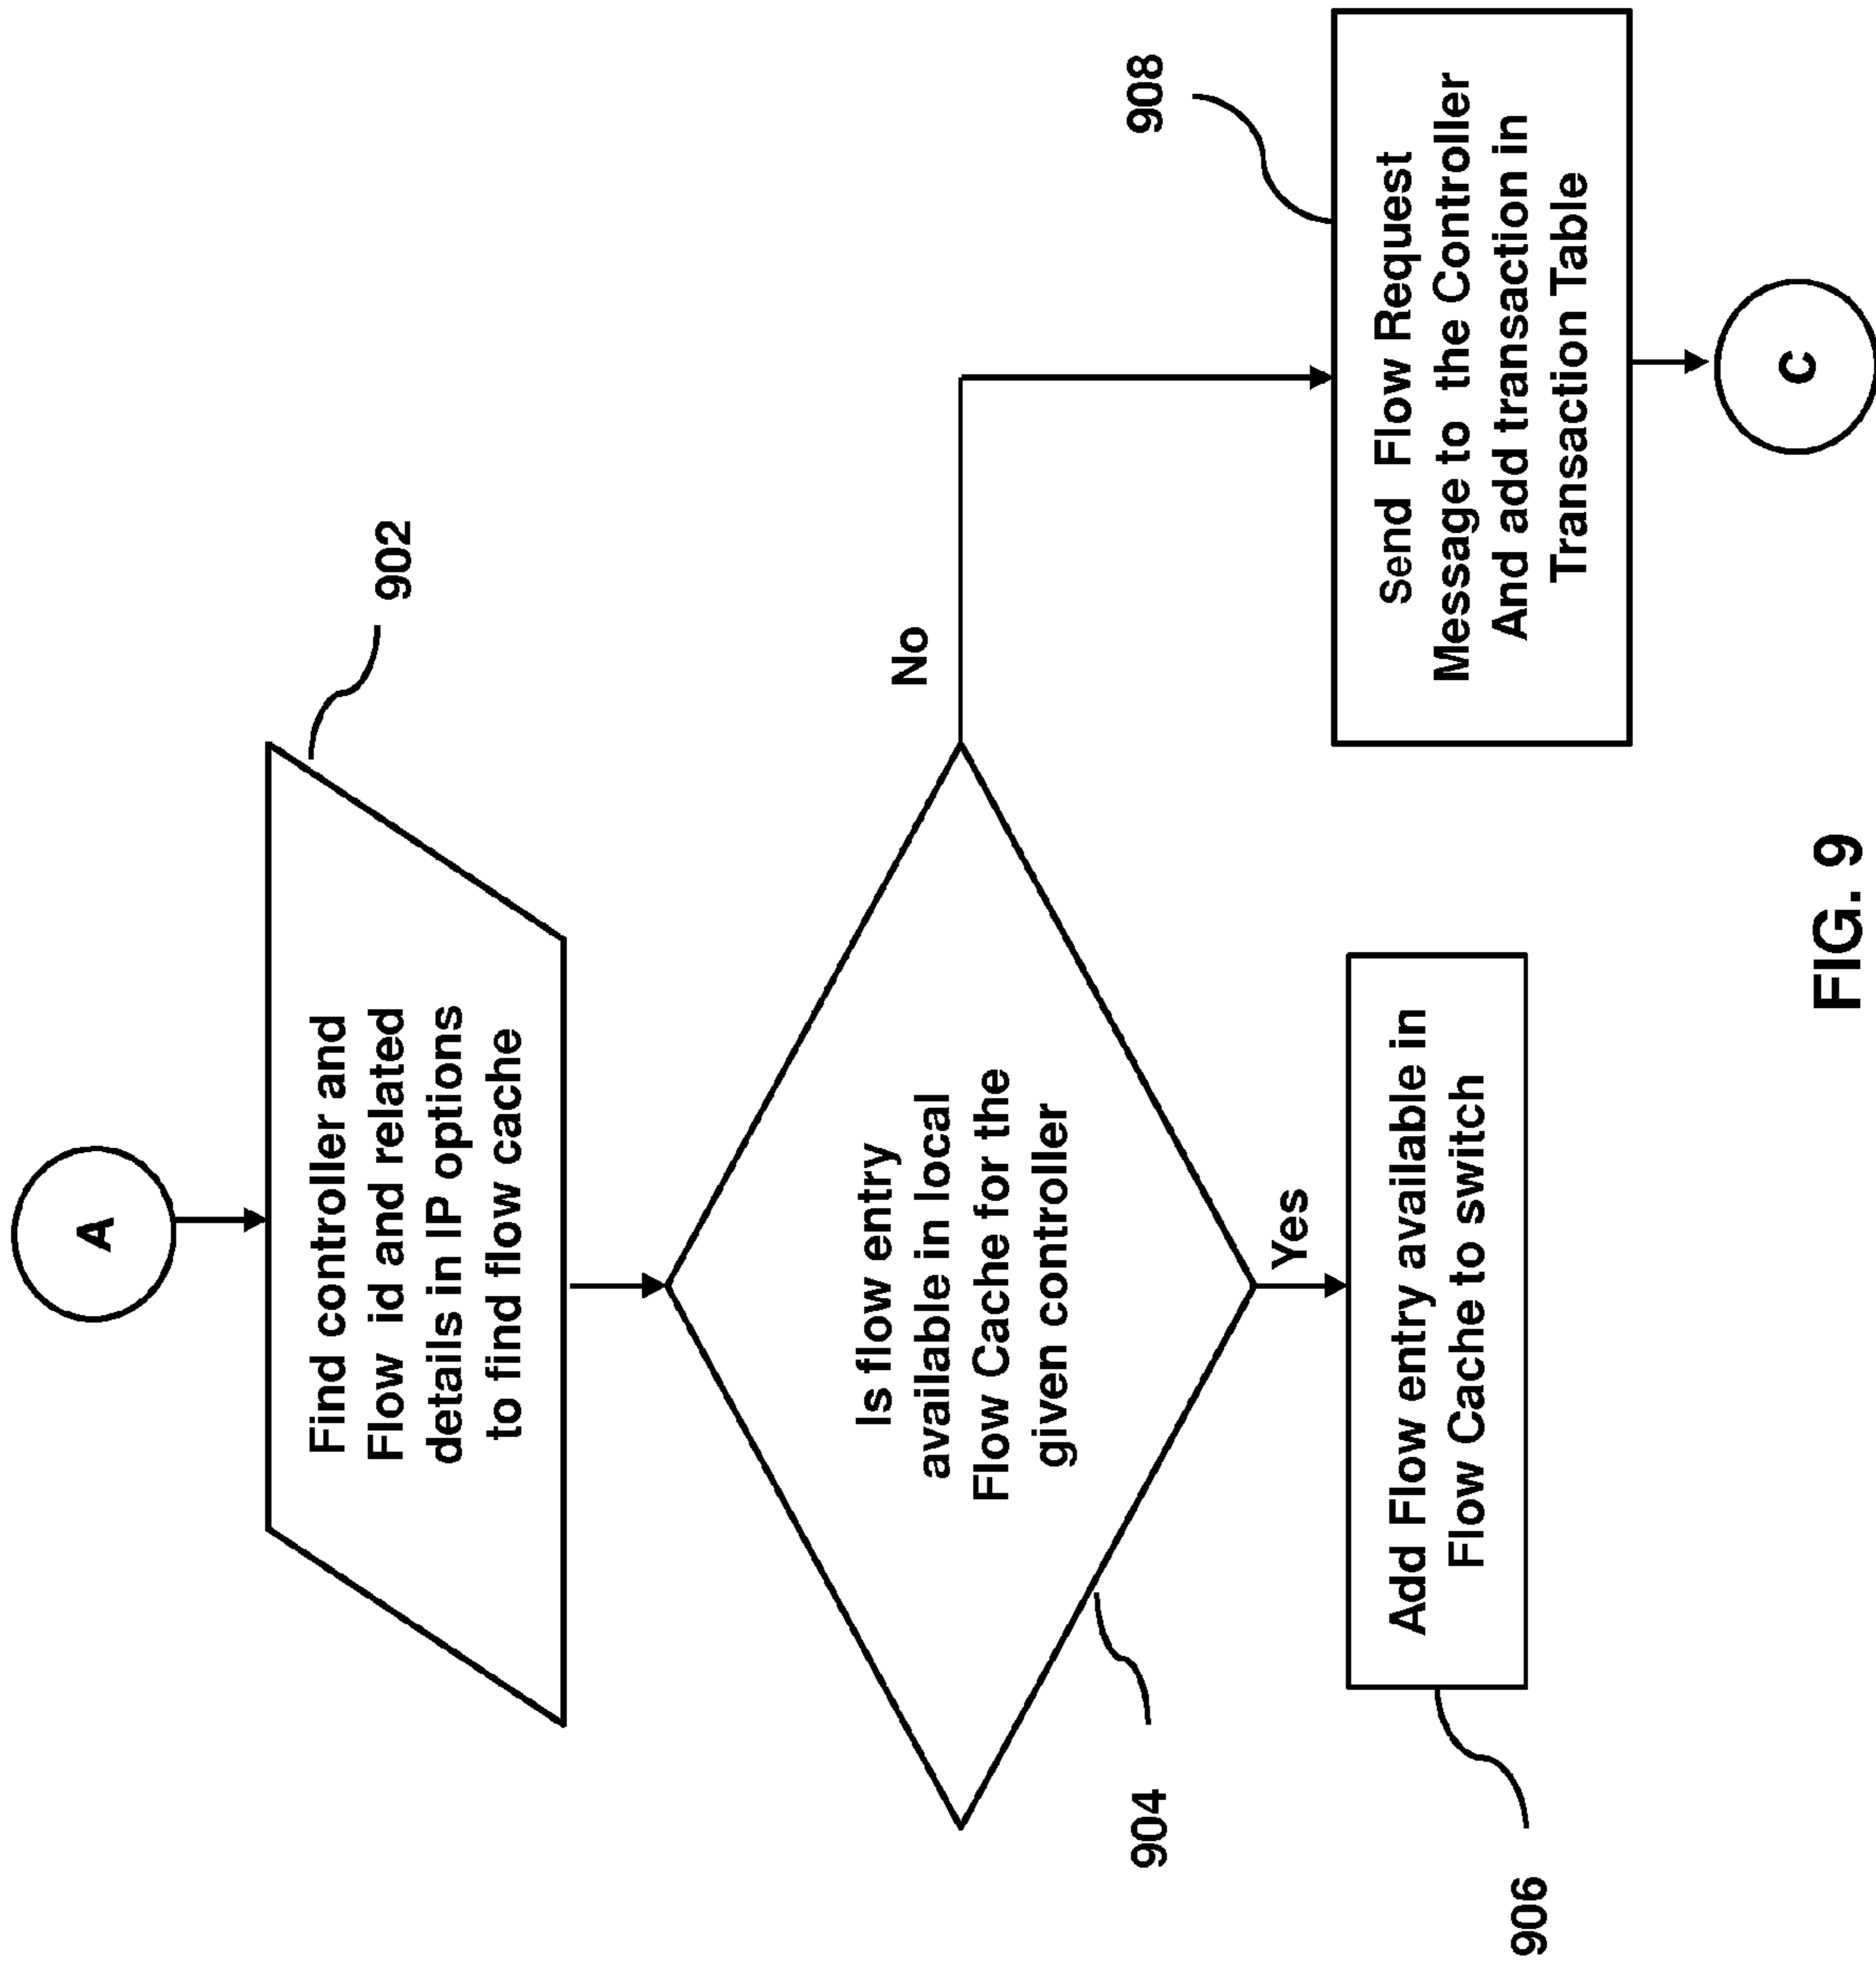 A
902
Find controller and
Flow id and related
details in IP options
to find flow cache
904
Is flow entry
available in local
Flow Cache for the
given controller
No
Yes
906
Add Flow entry available in
Flow Cache to switch
908
Send Flow Request
Message to the Controller
And add transaction in
Transaction Table
C
FIG. 9